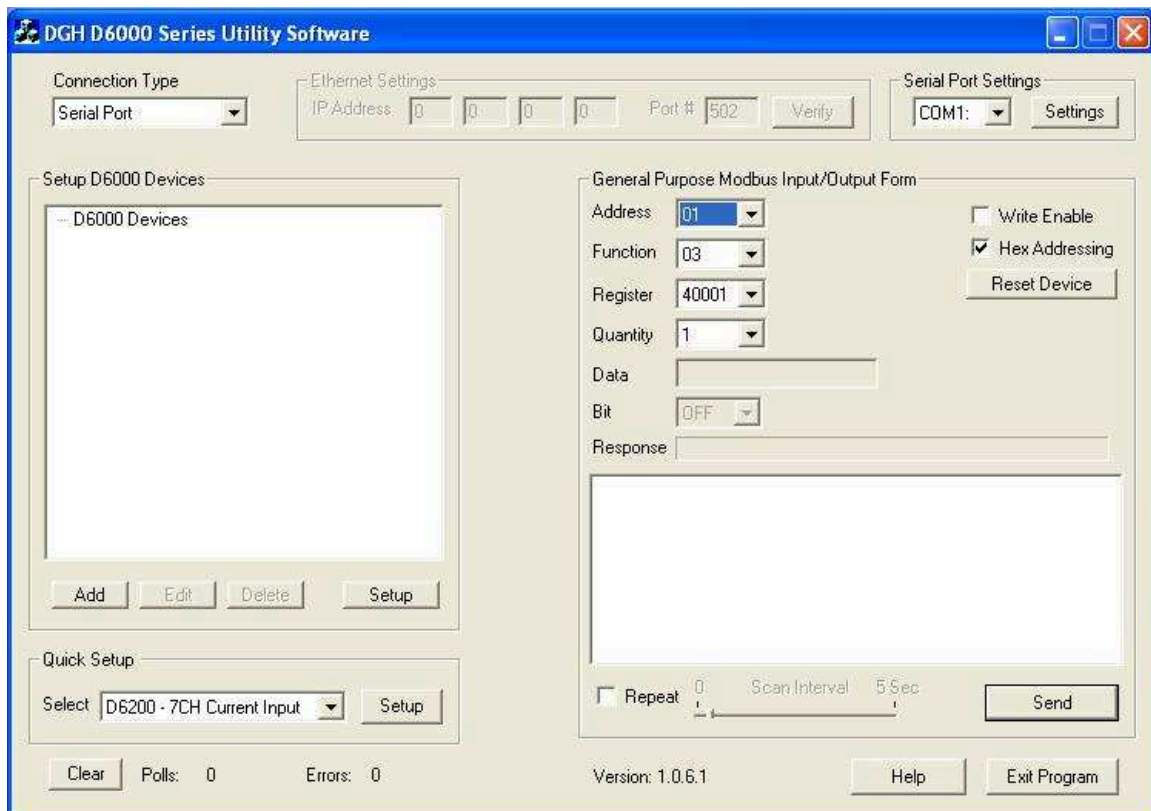 DGH D6000 Series Utility Software
Connection Type
Serial Port
Ethernet Settings
IP Address 0 0 0 0 Port # 502 Verify
Serial Port Settings
COM1: Settings
Setup D6000 Devices
D6000 Devices
Add Edit Delete Setup
Quick Setup
Select D6200 - 7CH Current Input Setup
Clear Polls: 0 Errors: 0
General Purpose Modbus Input/Output Form
Address 01
Write Enable
Function 03
Hex Addressing
Register 40001
Reset Device
Quantity 1
Data
Bit OFF
Response
Repeat 0 Scan Interval 5 Sec
Send
Version: 1.0.6.1 Help Exit Program